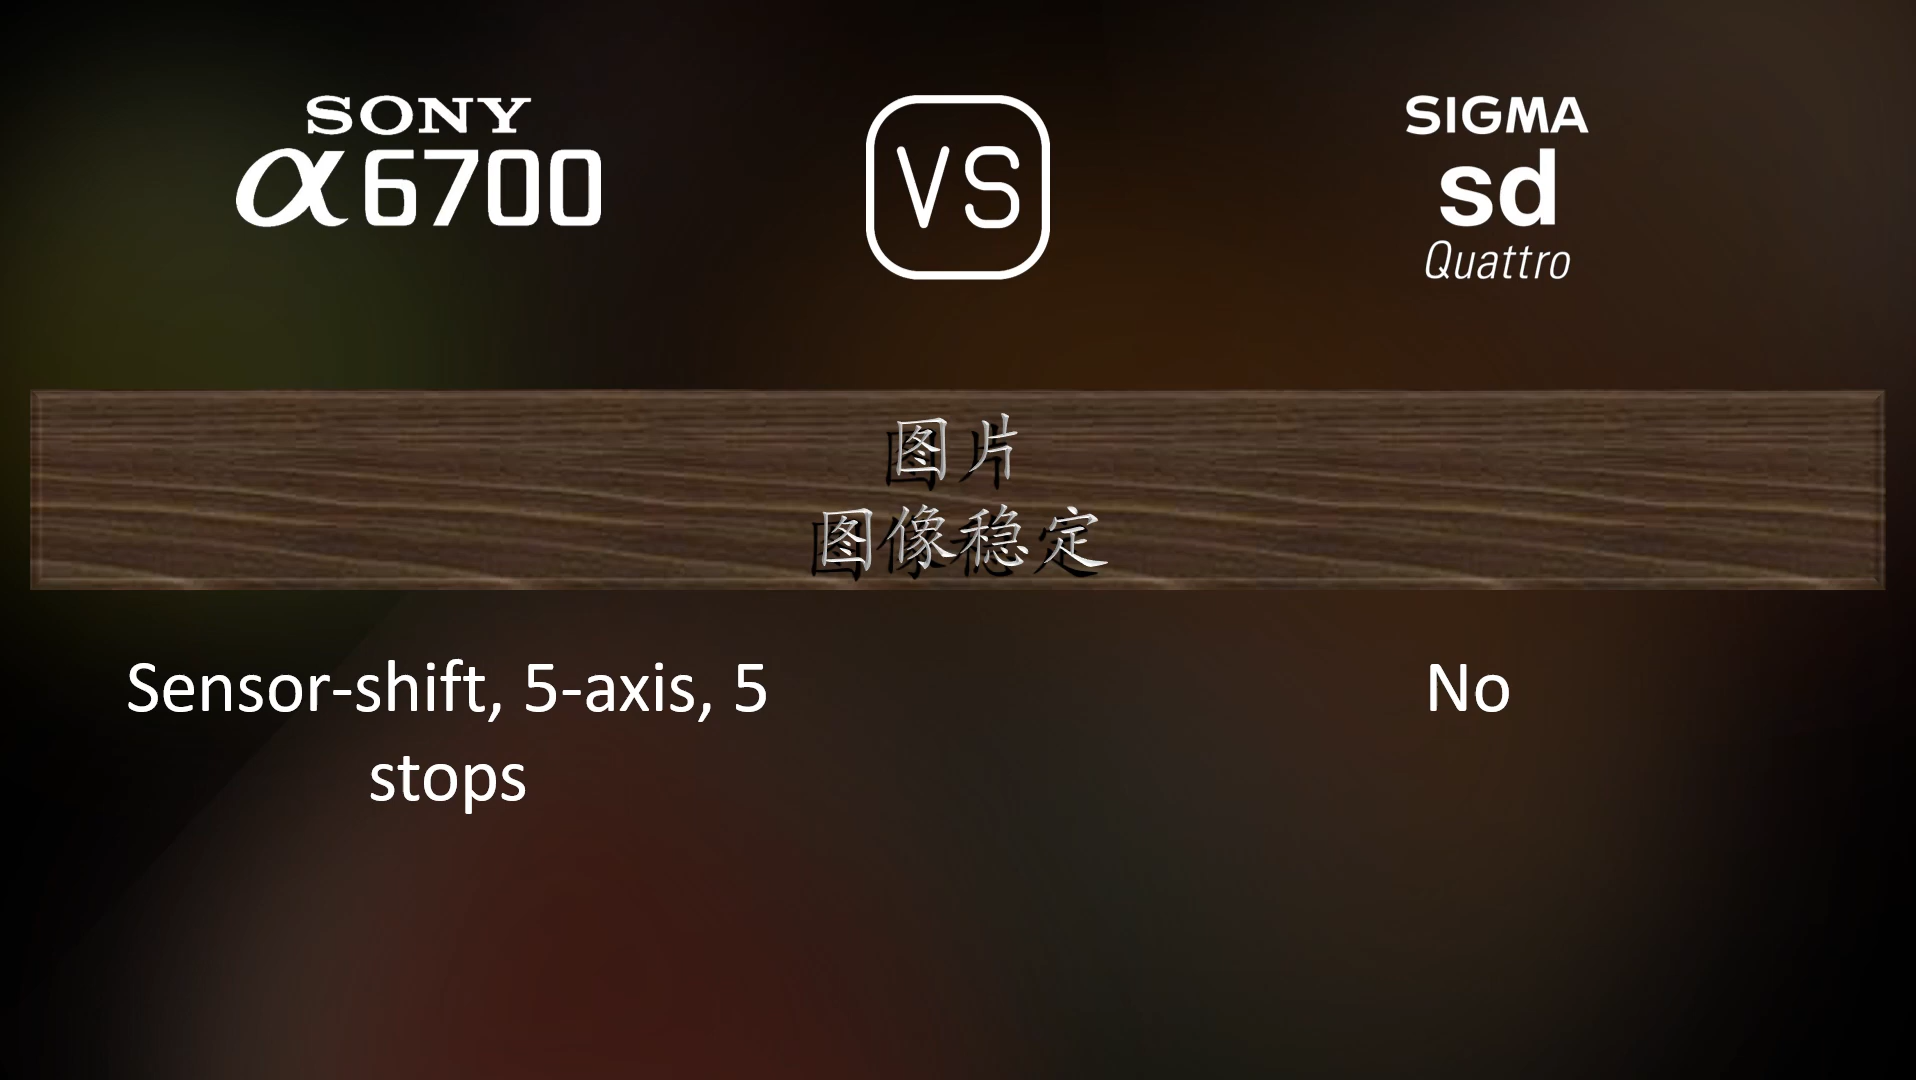 SONY
α6700
VS
SIGMA
sd
Quattro
图片
图像稳定
Sensor-shift, 5-axis, 5
stops
No